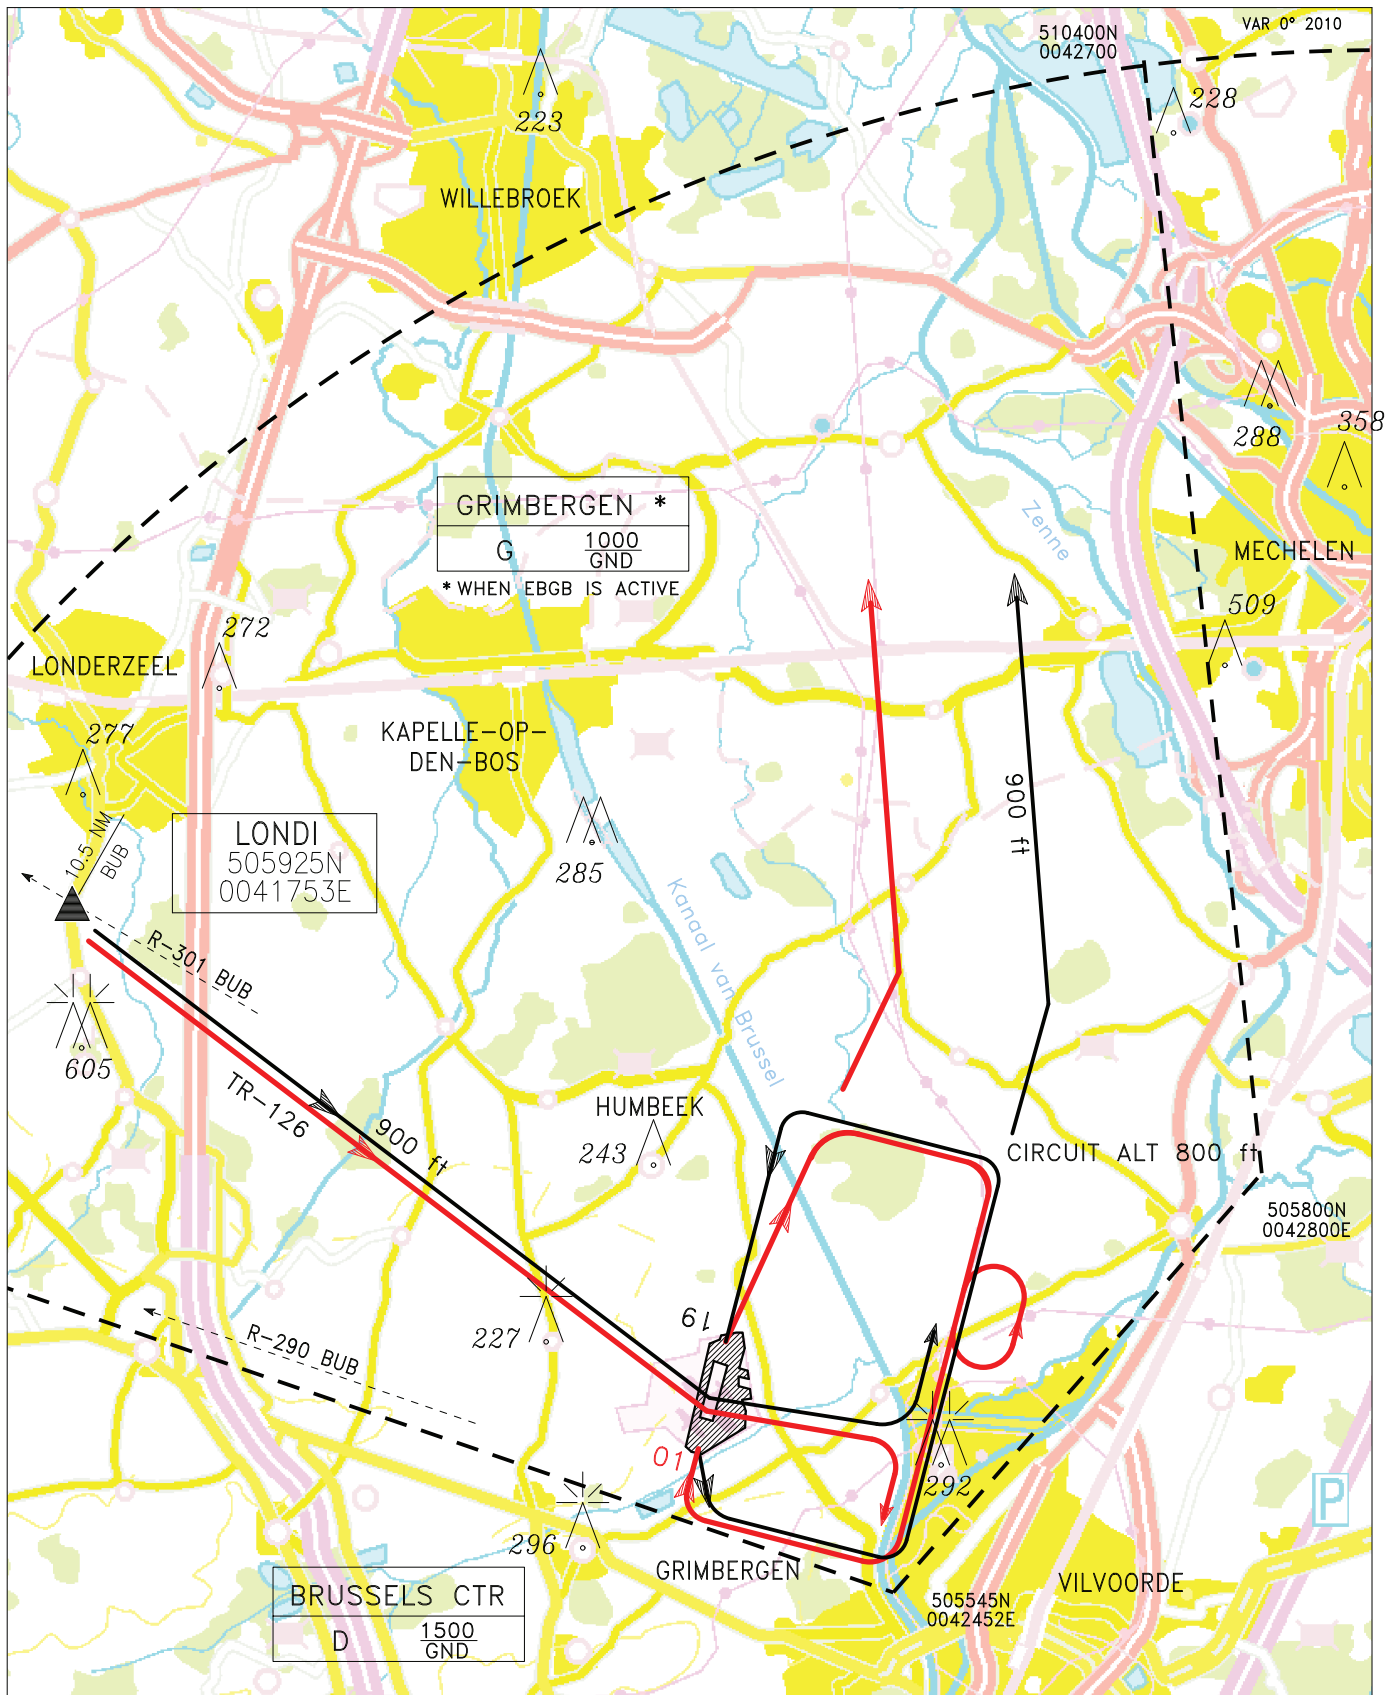 VAR 0° 2010
510400N
0042700
228
223
WILLEBROEK
288
358
GRIMBERGEN *
G 1000
GND
* WHEN EBGB IS ACTIVE
Zenne
MECHELEN
509
272
LONDERZEEL
277
KAPELLE-OP-
DEN-BOS
900 ft
10.5 NM
BUB
LONDI
505925N
0041753E
285
Kanaal van Brussel
R-301 BUB
605
TR-126
900 ft
HUMBEEK
243
CIRCUIT ALT 800 ft
505800N
0042800E
19
227
R-290 BUB
01
292
296
GRIMBERGEN
P
BRUSSELS CTR
D 1500
GND
505545N
0042452E
VILVOORDE